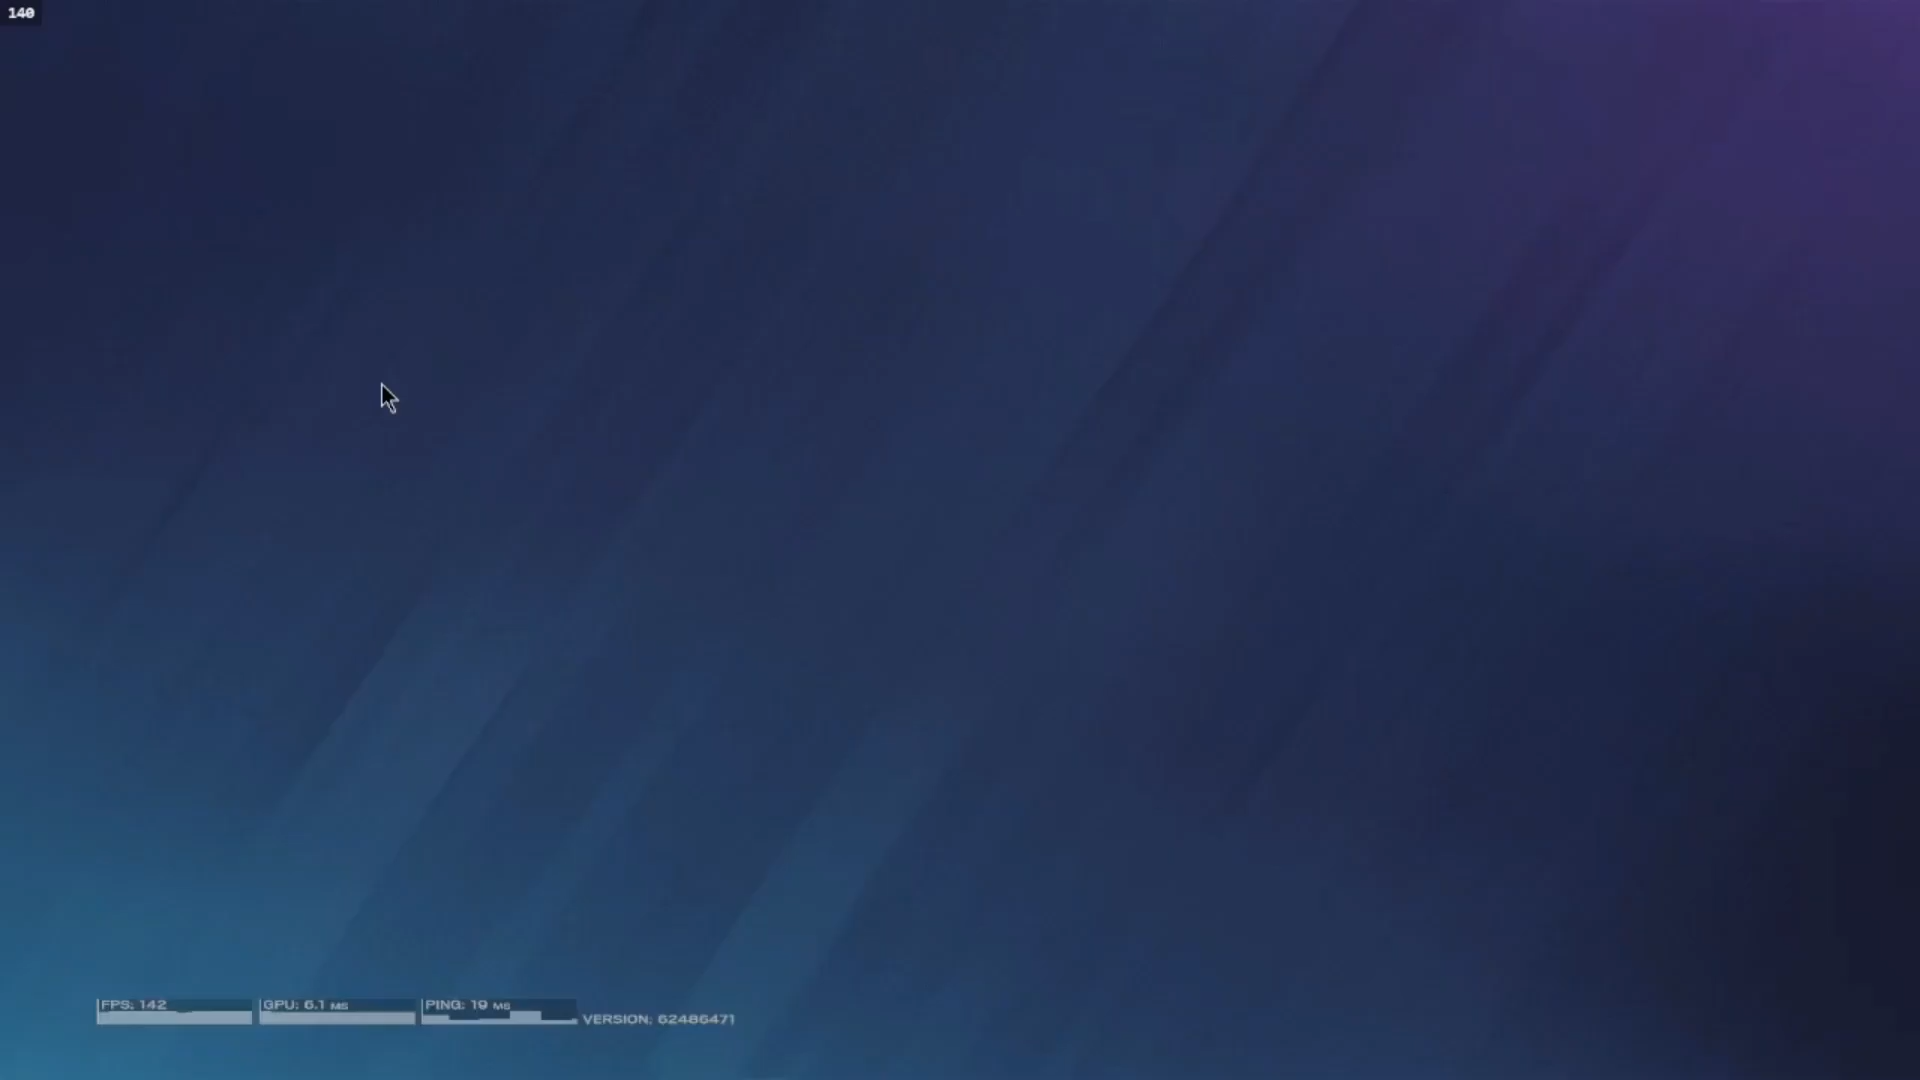 140
FPS: 142
GPU: 6.1 MS
PING: 19 MS
VERSION: 62486471